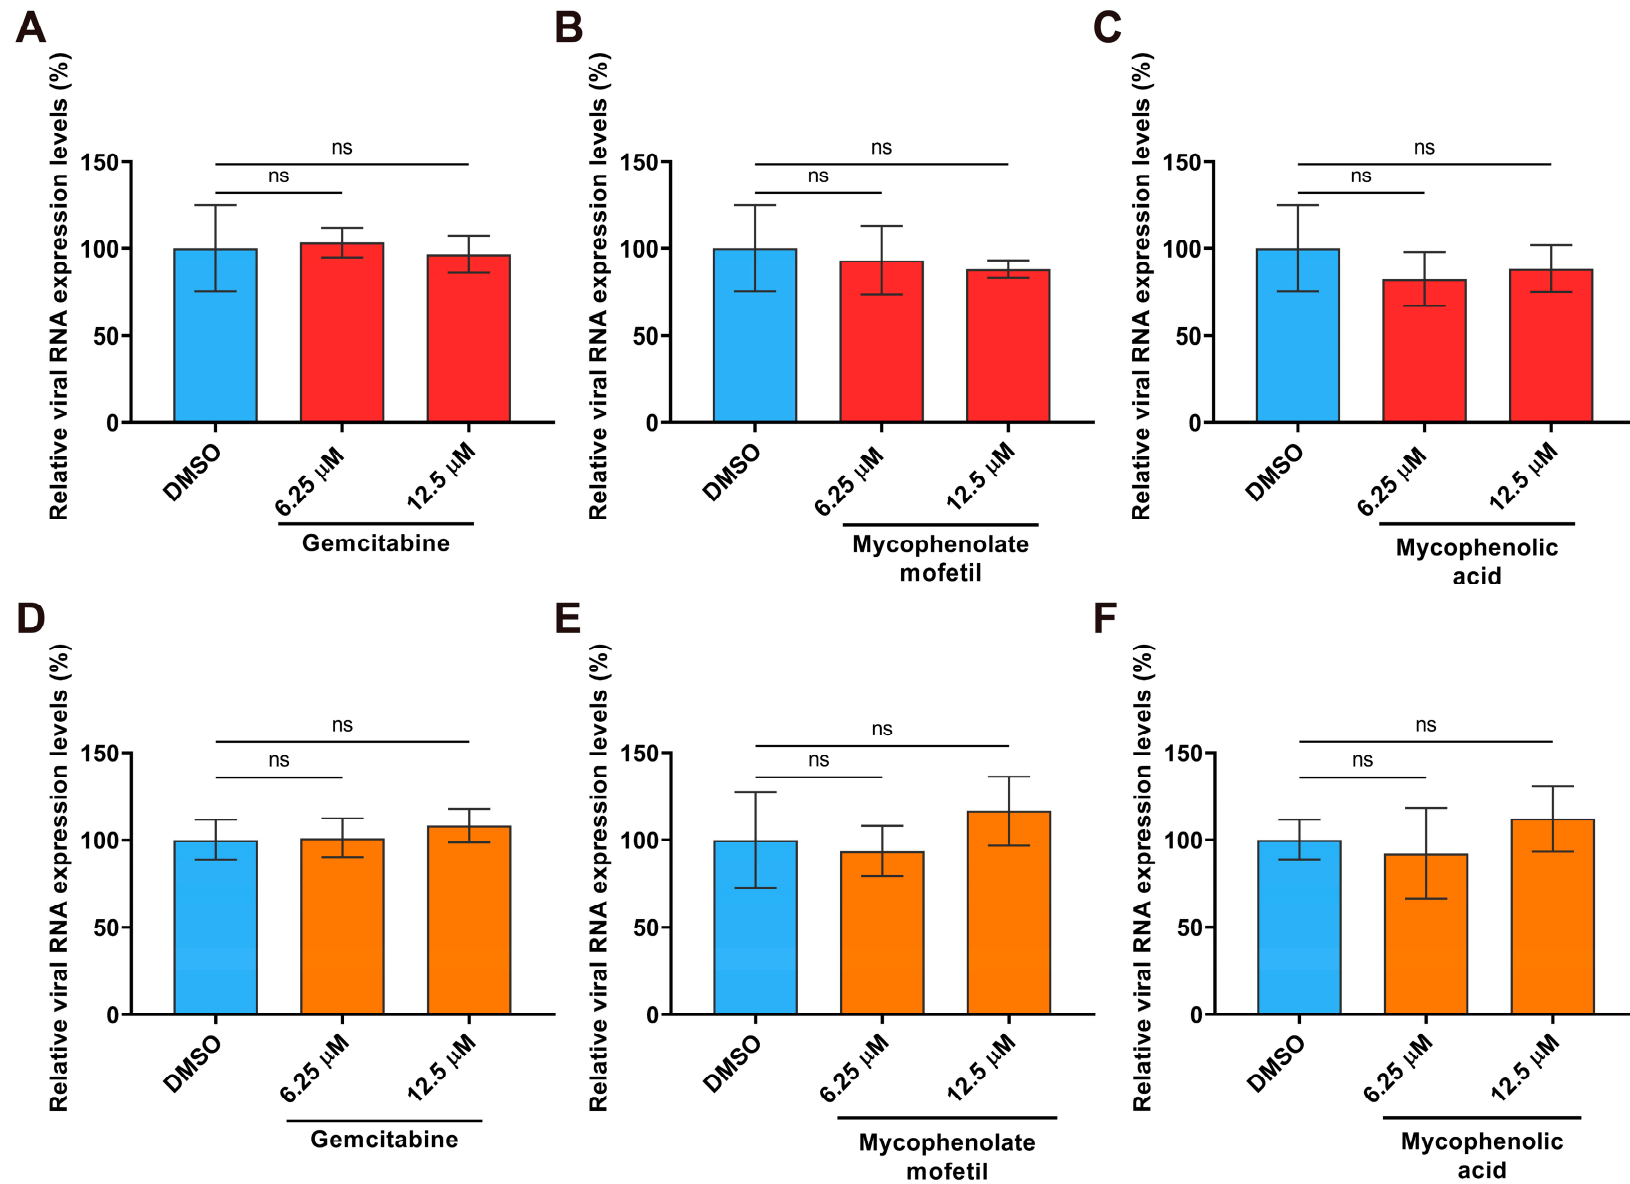 A
Relative viral RNA expression levels (%)
150
100
50
0
ns
ns
DMSO
6.25 μM
12.5 μM
Gemcitabine
B
Relative viral RNA expression levels (%)
150
100
50
0
ns
ns
DMSO
6.25 μM
12.5 μM
Mycophenolate
mofetil
C
Relative viral RNA expression levels (%)
150
100
50
0
ns
ns
DMSO
6.25 μM
12.5 μM
Mycophenolic
acid
D
Relative viral RNA expression levels (%)
150
100
50
0
ns
ns
DMSO
6.25 μM
12.5 μM
Gemcitabine
E
Relative viral RNA expression levels (%)
150
100
50
0
ns
ns
DMSO
6.25 μM
12.5 μM
Mycophenolate
mofetil
F
Relative viral RNA expression levels (%)
150
100
50
0
ns
ns
DMSO
6.25 μM
12.5 μM
Mycophenolic
acid